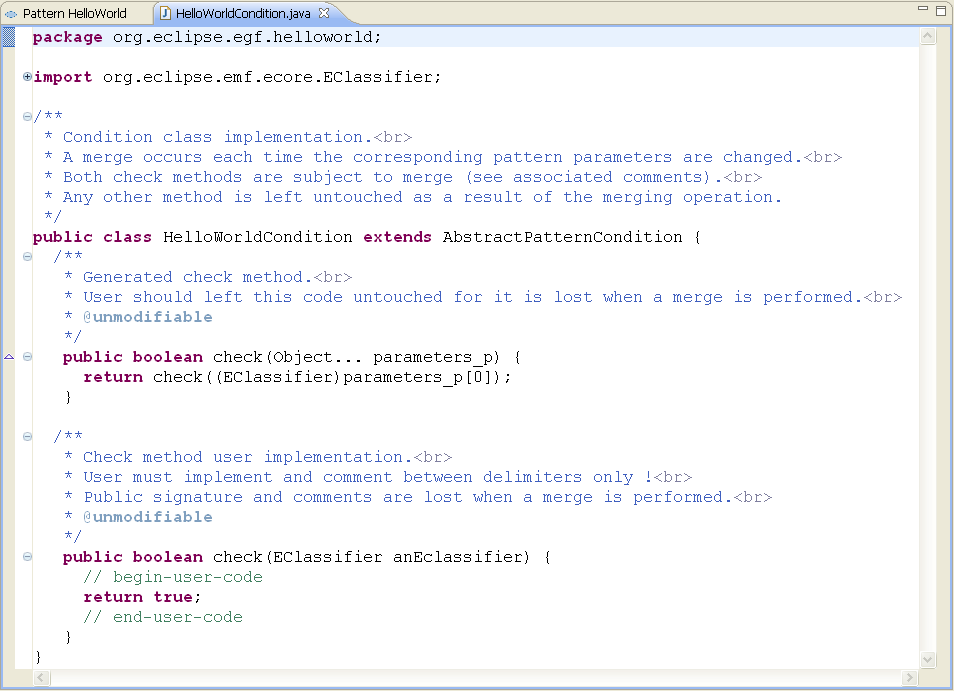 Pattern HelloWorld
HelloWorldCondition.java
package org.eclipse.egf.helloworld;
import org.eclipse.emf.ecore.EClassifier;
/**
 * Condition class implementation.<br>
 * A merge occurs each time the corresponding pattern parameters are changed.<br>
 * Both check methods are subject to merge (see associated comments).<br>
 * Any other method is left untouched as a result of the merging operation.
 */
public class HelloWorldCondition extends AbstractPatternCondition {
  /**
   * Generated check method.<br>
   * User should left this code untouched for it is lost when a merge is performed.<br>
   * @unmodifiable
   */
   public boolean check(Object... parameters_p) {
     return check((EClassifier)parameters_p[0]);
   }
  /**
   * Check method user implementation.<br>
   * User must implement and comment between delimiters only !<br>
   * Public signature and comments are lost when a merge is performed.<br>
   * @unmodifiable
   */
   public boolean check(EClassifier anEclassifier) {
     // begin-user-code
     return true;
     // end-user-code
   }
}